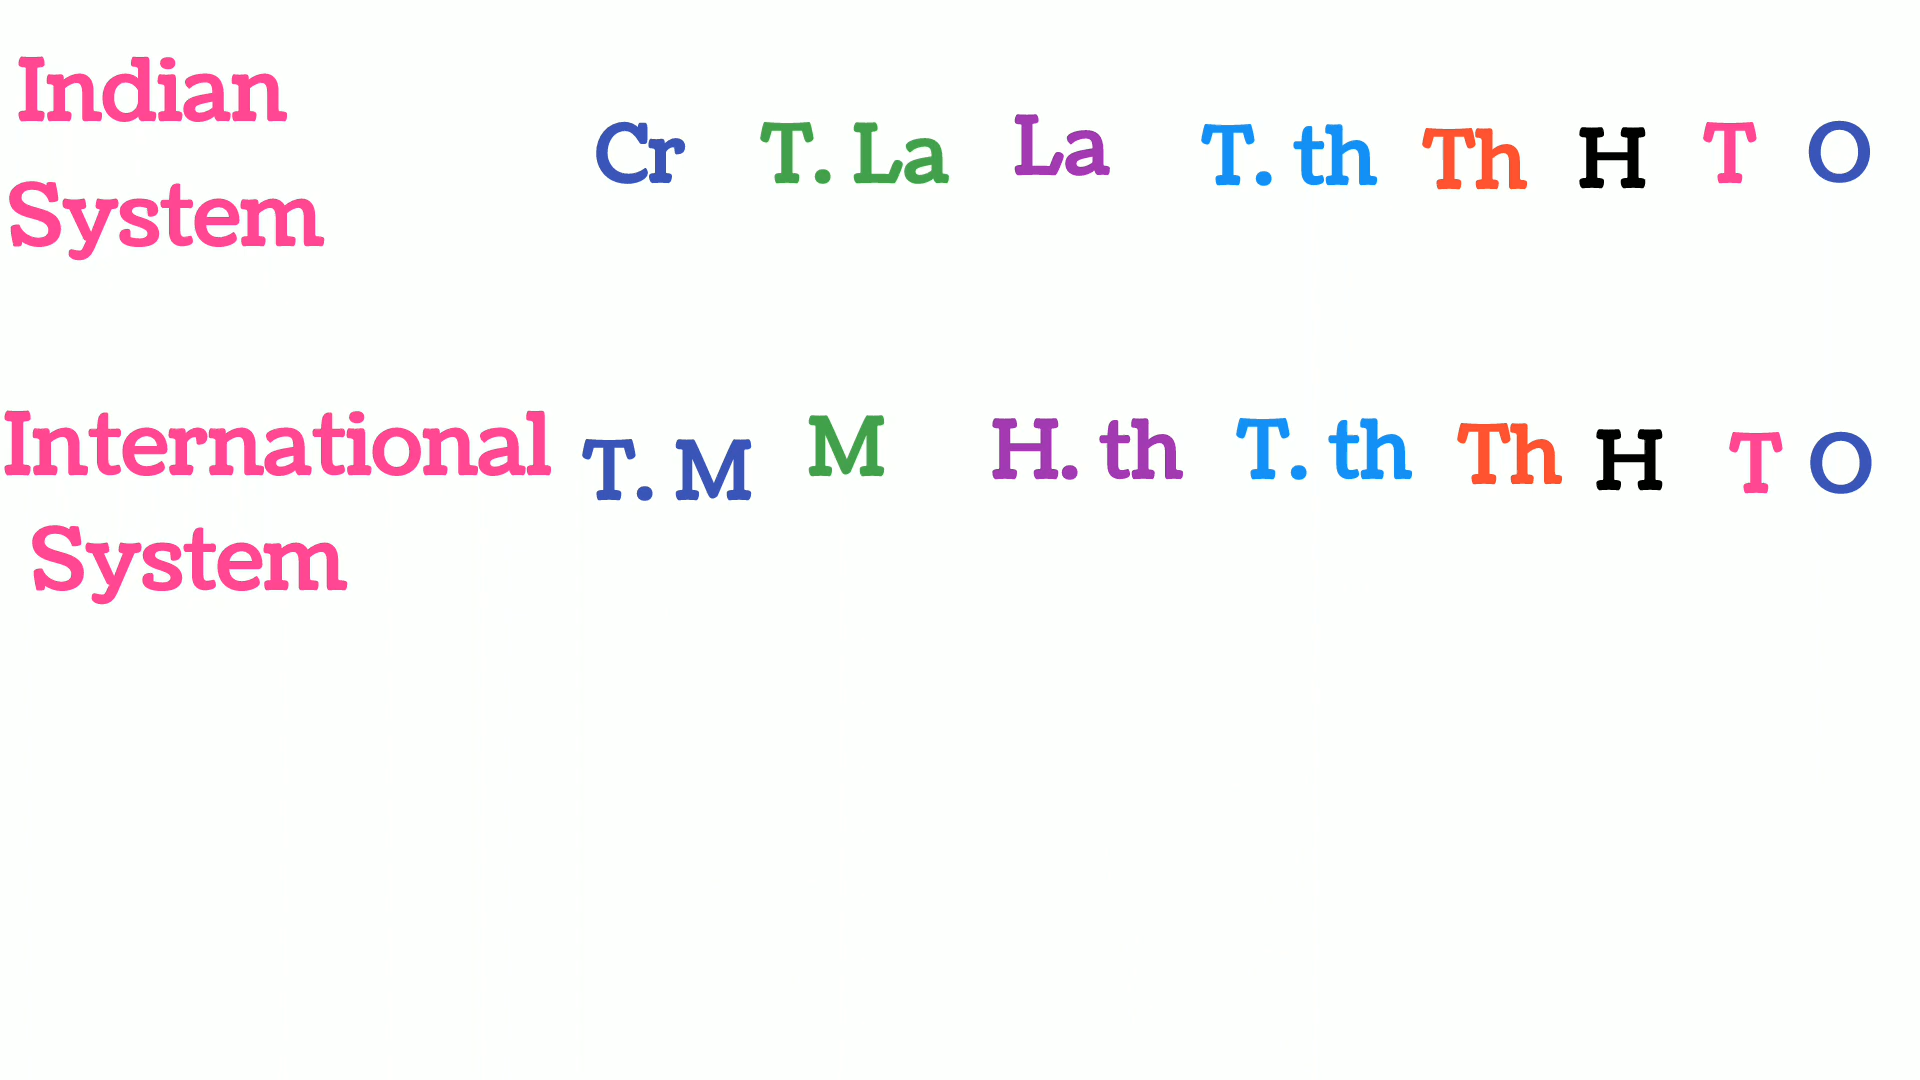 Indian
System
Cr T. La La T. th Th H T O
International
System
T. M M H. th T. th Th H T O